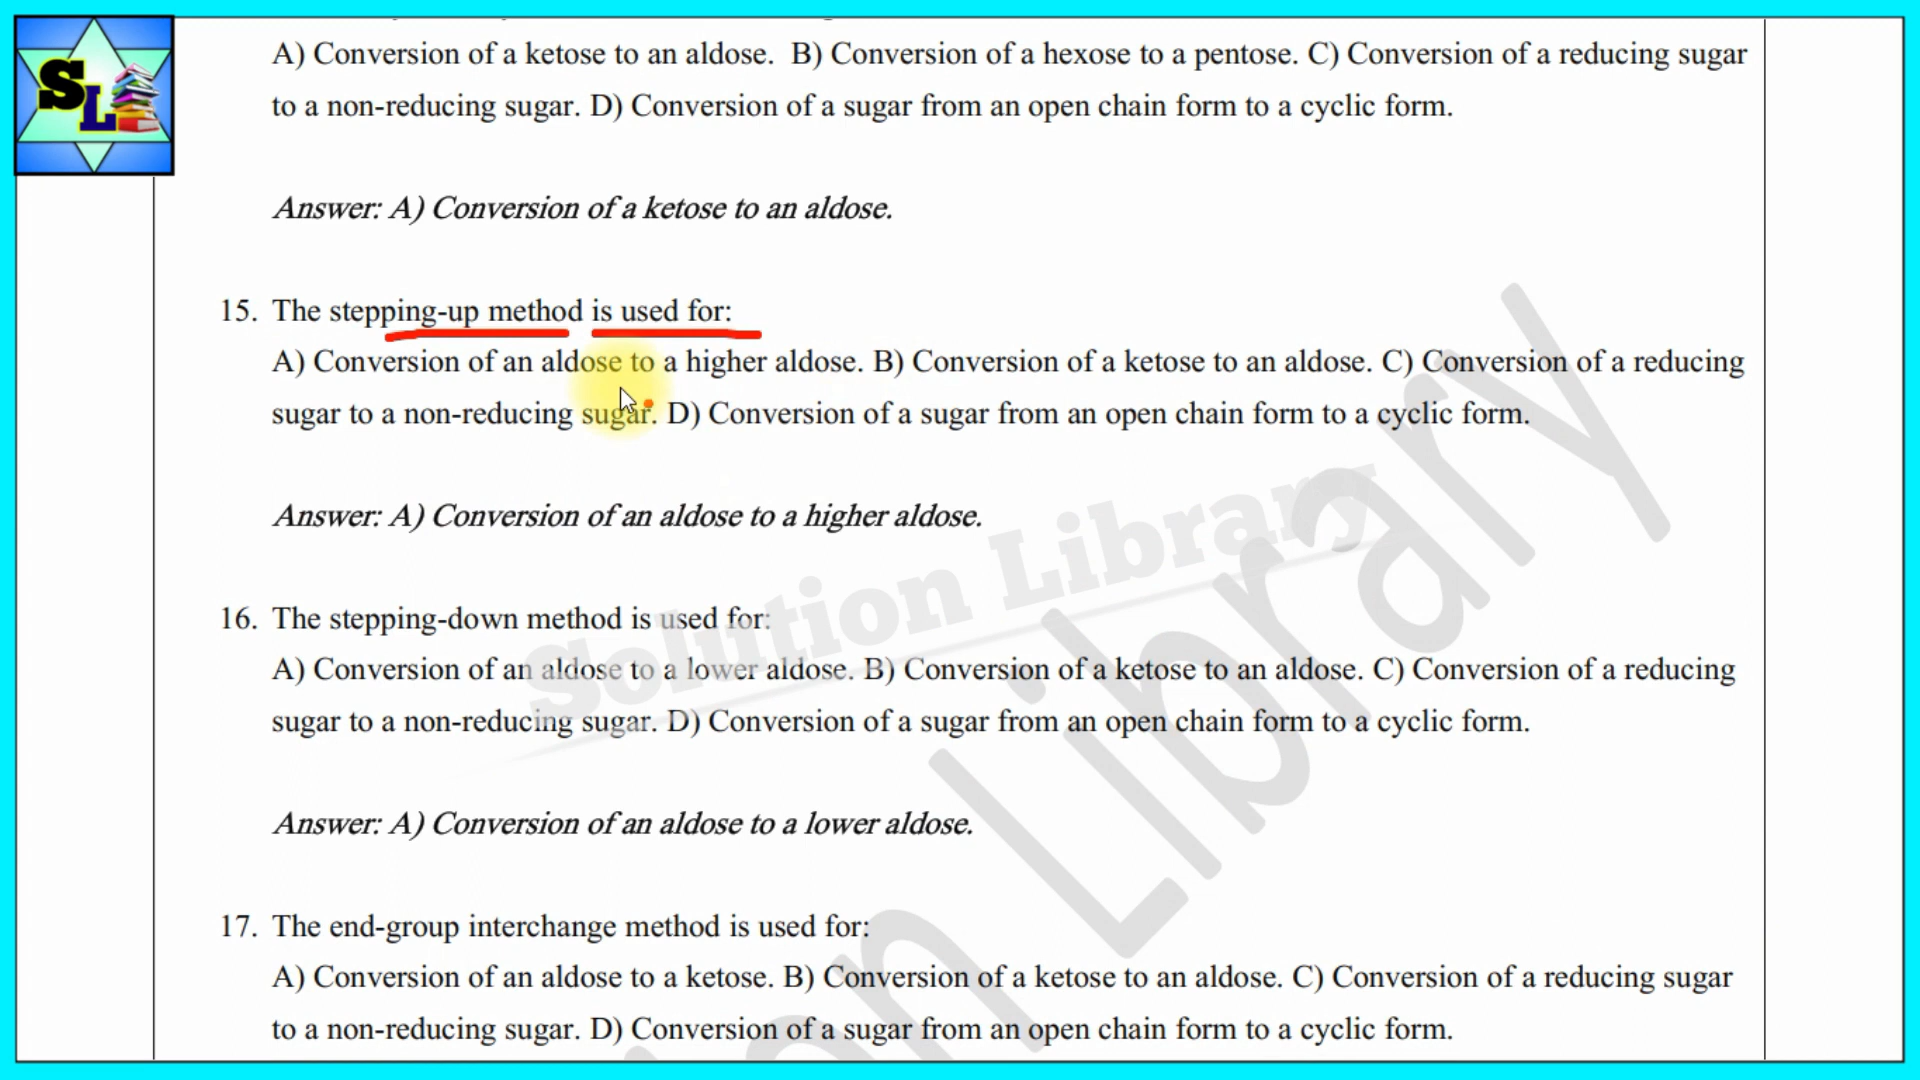 SL
A) Conversion of a ketose to an aldose. B) Conversion of a hexose to a pentose. C) Conversion of a reducing sugar
to a non-reducing sugar. D) Conversion of a sugar from an open chain form to a cyclic form.
Answer: A) Conversion of a ketose to an aldose.
15. The stepping-up method is used for:
A) Conversion of an aldose to a higher aldose. B) Conversion of a ketose to an aldose. C) Conversion of a reducing
sugar to a non-reducing sugar. D) Conversion of a sugar from an open chain form to a cyclic form.
Answer: A) Conversion of an aldose to a higher aldose.
Solution Library
16. The stepping-down method is used for:
A) Conversion of an aldose to a lower aldose. B) Conversion of a ketose to an aldose. C) Conversion of a reducing
sugar to a non-reducing sugar. D) Conversion of a sugar from an open chain form to a cyclic form.
Answer: A) Conversion of an aldose to a lower aldose.
Library
17. The end-group interchange method is used for:
A) Conversion of an aldose to a ketose. B) Conversion of a ketose to an aldose. C) Conversion of a reducing sugar
to a non-reducing sugar. D) Conversion of a sugar from an open chain form to a cyclic form.